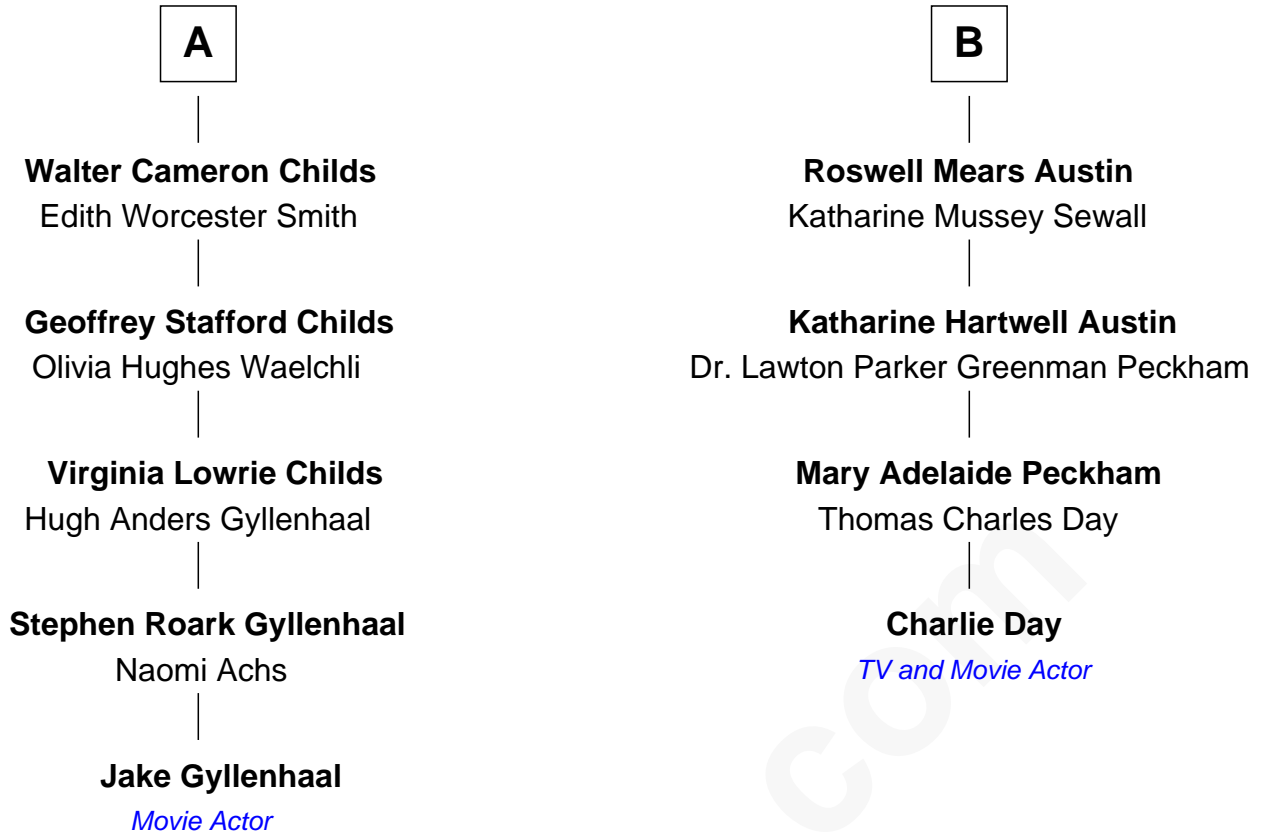 A
Walter Cameron Childs
Edith Worcester Smith
Geoffrey Stafford Childs
Olivia Hughes Waelchli
Virginia Lowrie Childs
Hugh Anders Gyllenhaal
Stephen Roark Gyllenhaal
Naomi Achs
Jake Gyllenhaal
Movie Actor
B
Roswell Mears Austin
Katharine Mussey Sewall
Katharine Hartwell Austin
Dr. Lawton Parker Greenman Peckham
Mary Adelaide Peckham
Thomas Charles Day
Charlie Day
TV and Movie Actor
com